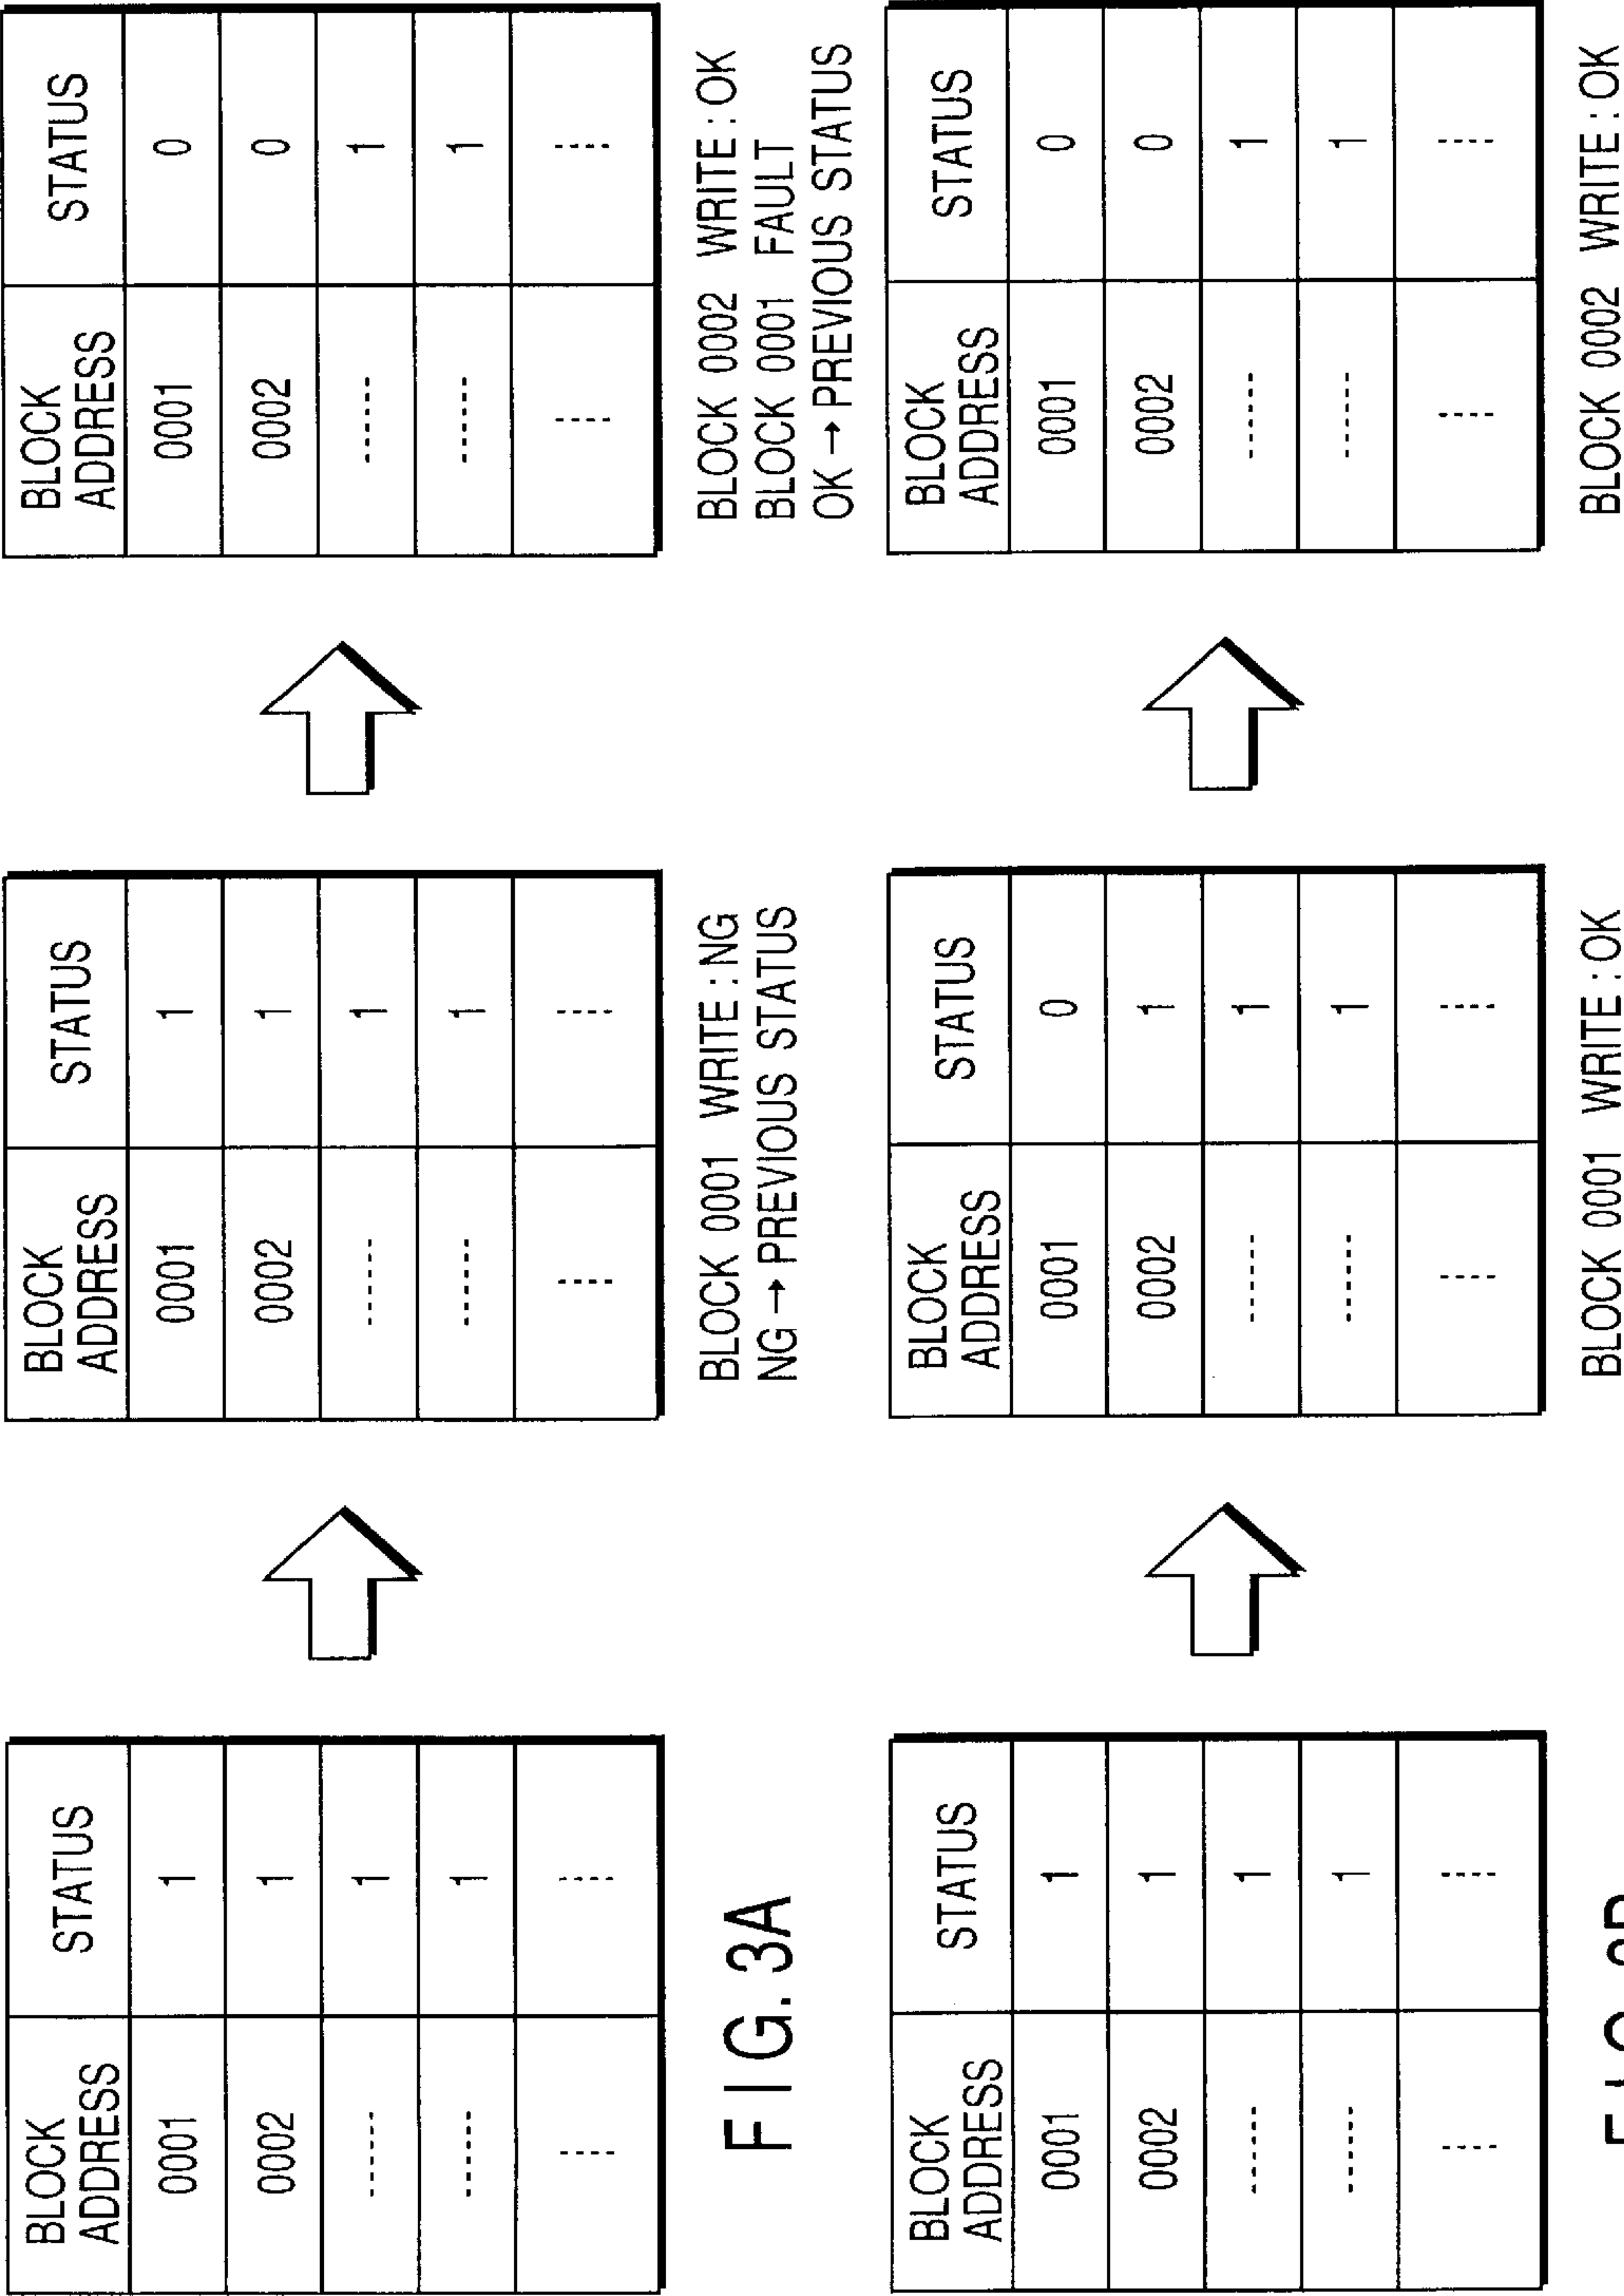 BLOCK ADDRESS STATUS
0001 1
0002 1
------ 1
------ 1
---- ----
FIG. 3A
BLOCK ADDRESS STATUS
0001 1
0002 1
------ 1
------ 1
---- ----
BLOCK 0001 WRITE : NG
NG → PREVIOUS STATUS
BLOCK ADDRESS STATUS
0001 0
0002 0
------ 1
------ 1
---- ----
BLOCK 0002 WRITE : OK
BLOCK 0001 FAULT
OK → PREVIOUS STATUS
BLOCK ADDRESS STATUS
0001 1
0002 1
------ 1
------ 1
---- ----
BLOCK ADDRESS STATUS
0001 0
0002 1
------ 1
------ 1
---- ----
BLOCK 0001 WRITE : OK
BLOCK ADDRESS STATUS
0001 0
0002 0
------ 1
------ 1
---- ----
BLOCK 0002 WRITE : OK